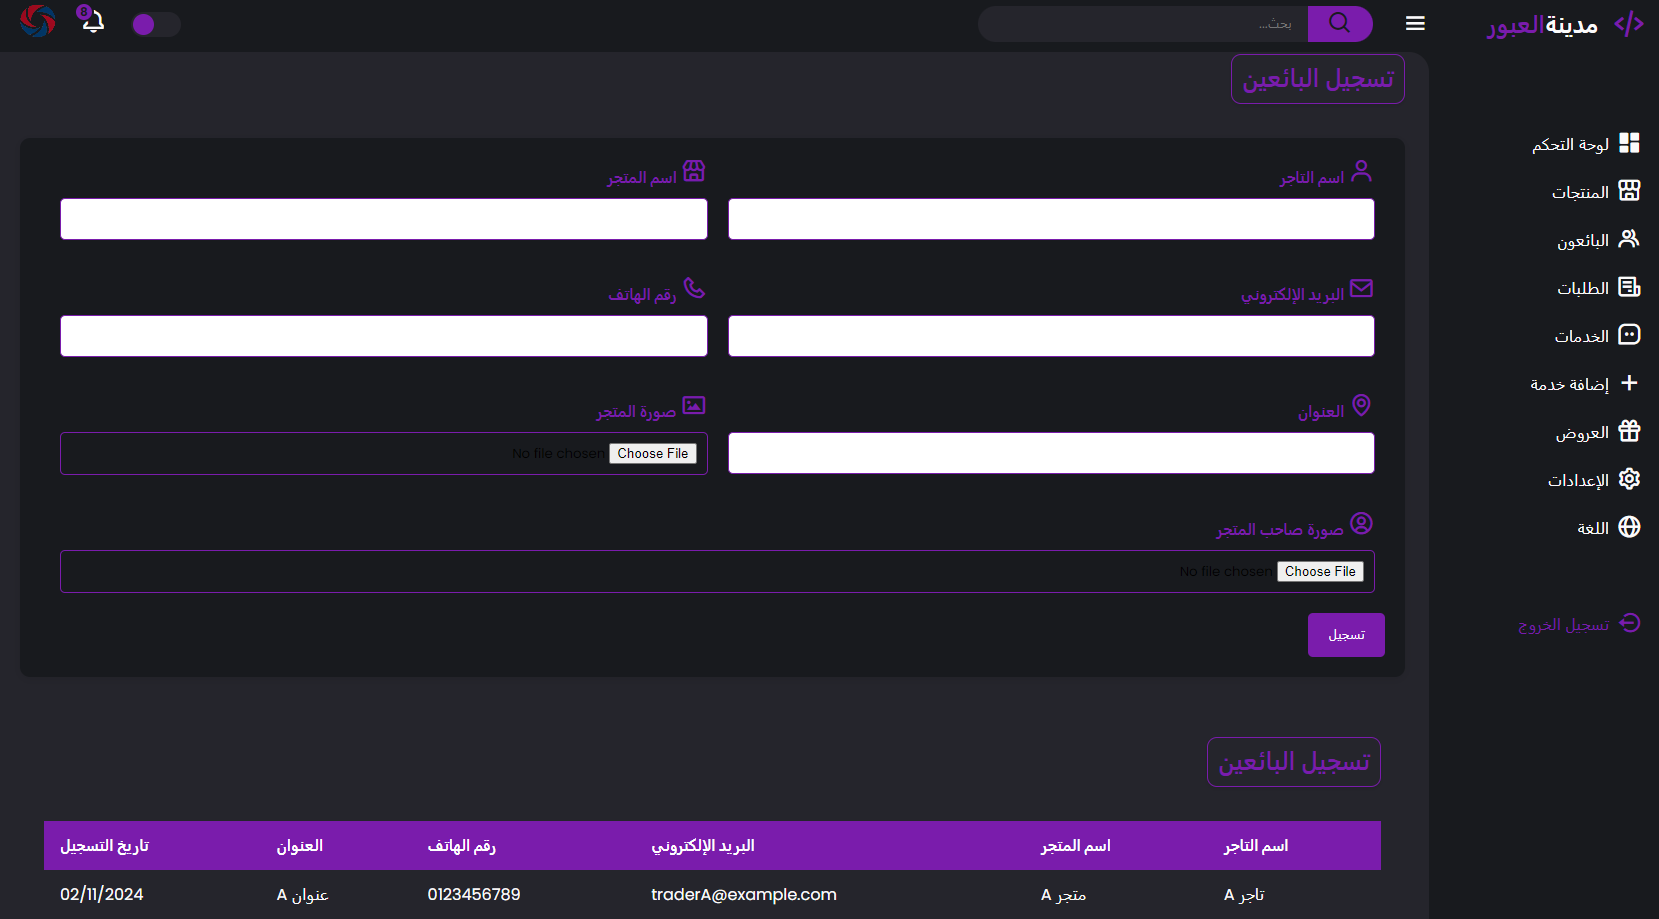 مدينةالعبور
بحث...
8
لوحة التحكم
المنتجات
البائعون
الطلبات
الخدمات
إضافة خدمة
العروض
الإعدادات
اللغة
تسجيل الخروج
تسجيل البائعين
اسم التاجر
اسم المتجر
البريد الإلكتروني
رقم الهاتف
العنوان
صورة المتجر
Choose File No file chosen
صورة صاحب المتجر
Choose File No file chosen
تسجيل
تسجيل البائعين
اسم التاجر اسم المتجر البريد الإلكتروني رقم الهاتف العنوان تاريخ التسجيل
تاجر A متجر A traderA@example.com 0123456789 عنوان A 02/11/2024